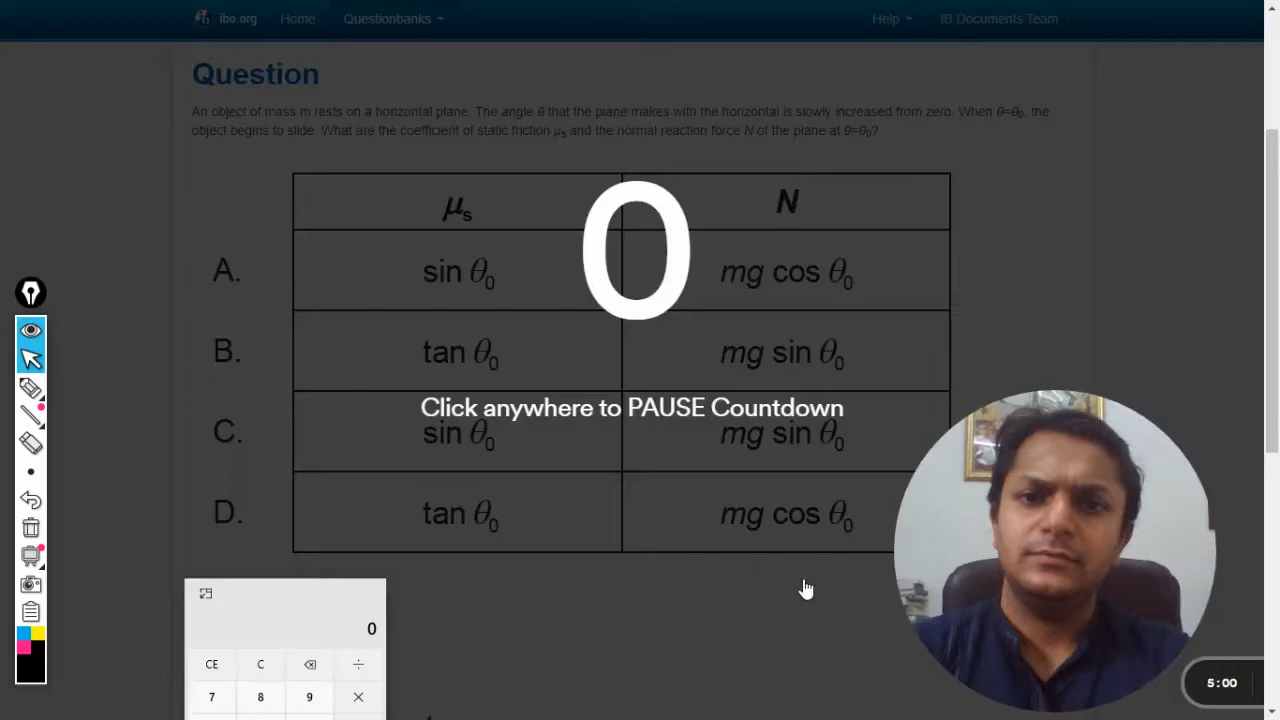 ibo.org Home Questionbanks Help IB Documents Team
Question
An object of mass m rests on a horizontal plane. The angle θ that the plane makes with the horizontal is slowly increased from zero. When θ=θ₀, the
object begins to slide. What are the coefficient of static friction μₛ and the normal reaction force N of the plane at θ=θ₀?
μₛ N
0
A. sin θ₀ mg cos θ₀
B. tan θ₀ mg sin θ₀
Click anywhere to PAUSE Countdown
C. sin θ₀ mg sin θ₀
D. tan θ₀ mg cos θ₀
0
CE C ÷
7 8 9 ×
5:00